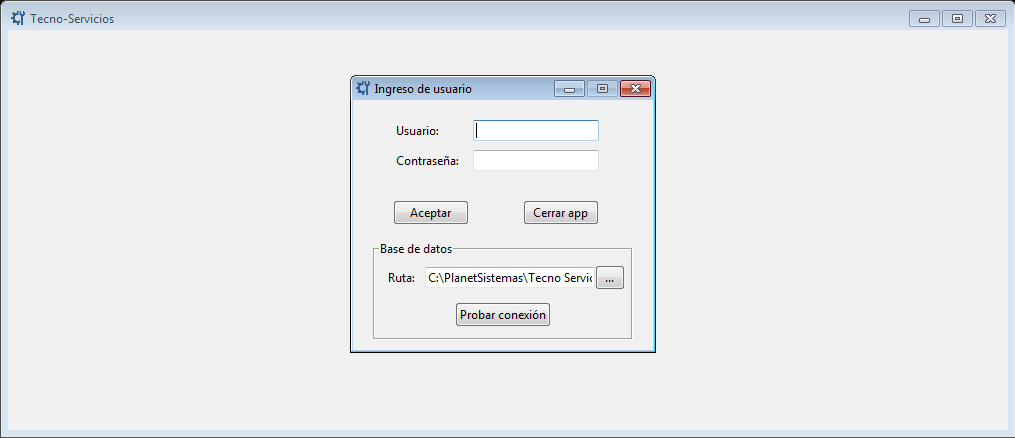 Tecno-Servicios
Ingreso de usuario
Usuario:
Contraseña:
Aceptar Cerrar app
Base de datos
Ruta: C:\PlanetSistemas\Tecno Servic ...
Probar conexión